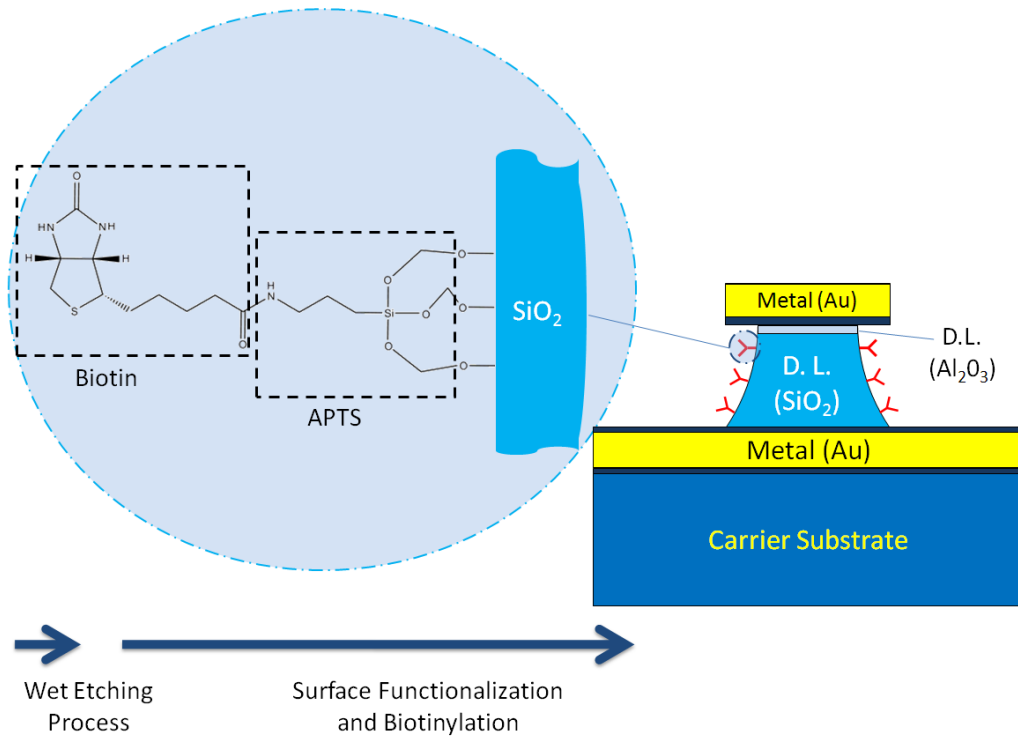 O
HN
NH
H
H
S
O
H
N
Si
O
O
O
O
O
O
Biotin
APTS
SiO₂
Metal (Au)
D.L.
(Al₂0₃)
D. L.
(SiO₂)
Metal (Au)
Carrier Substrate
Wet Etching
Process
Surface Functionalization
and Biotinylation